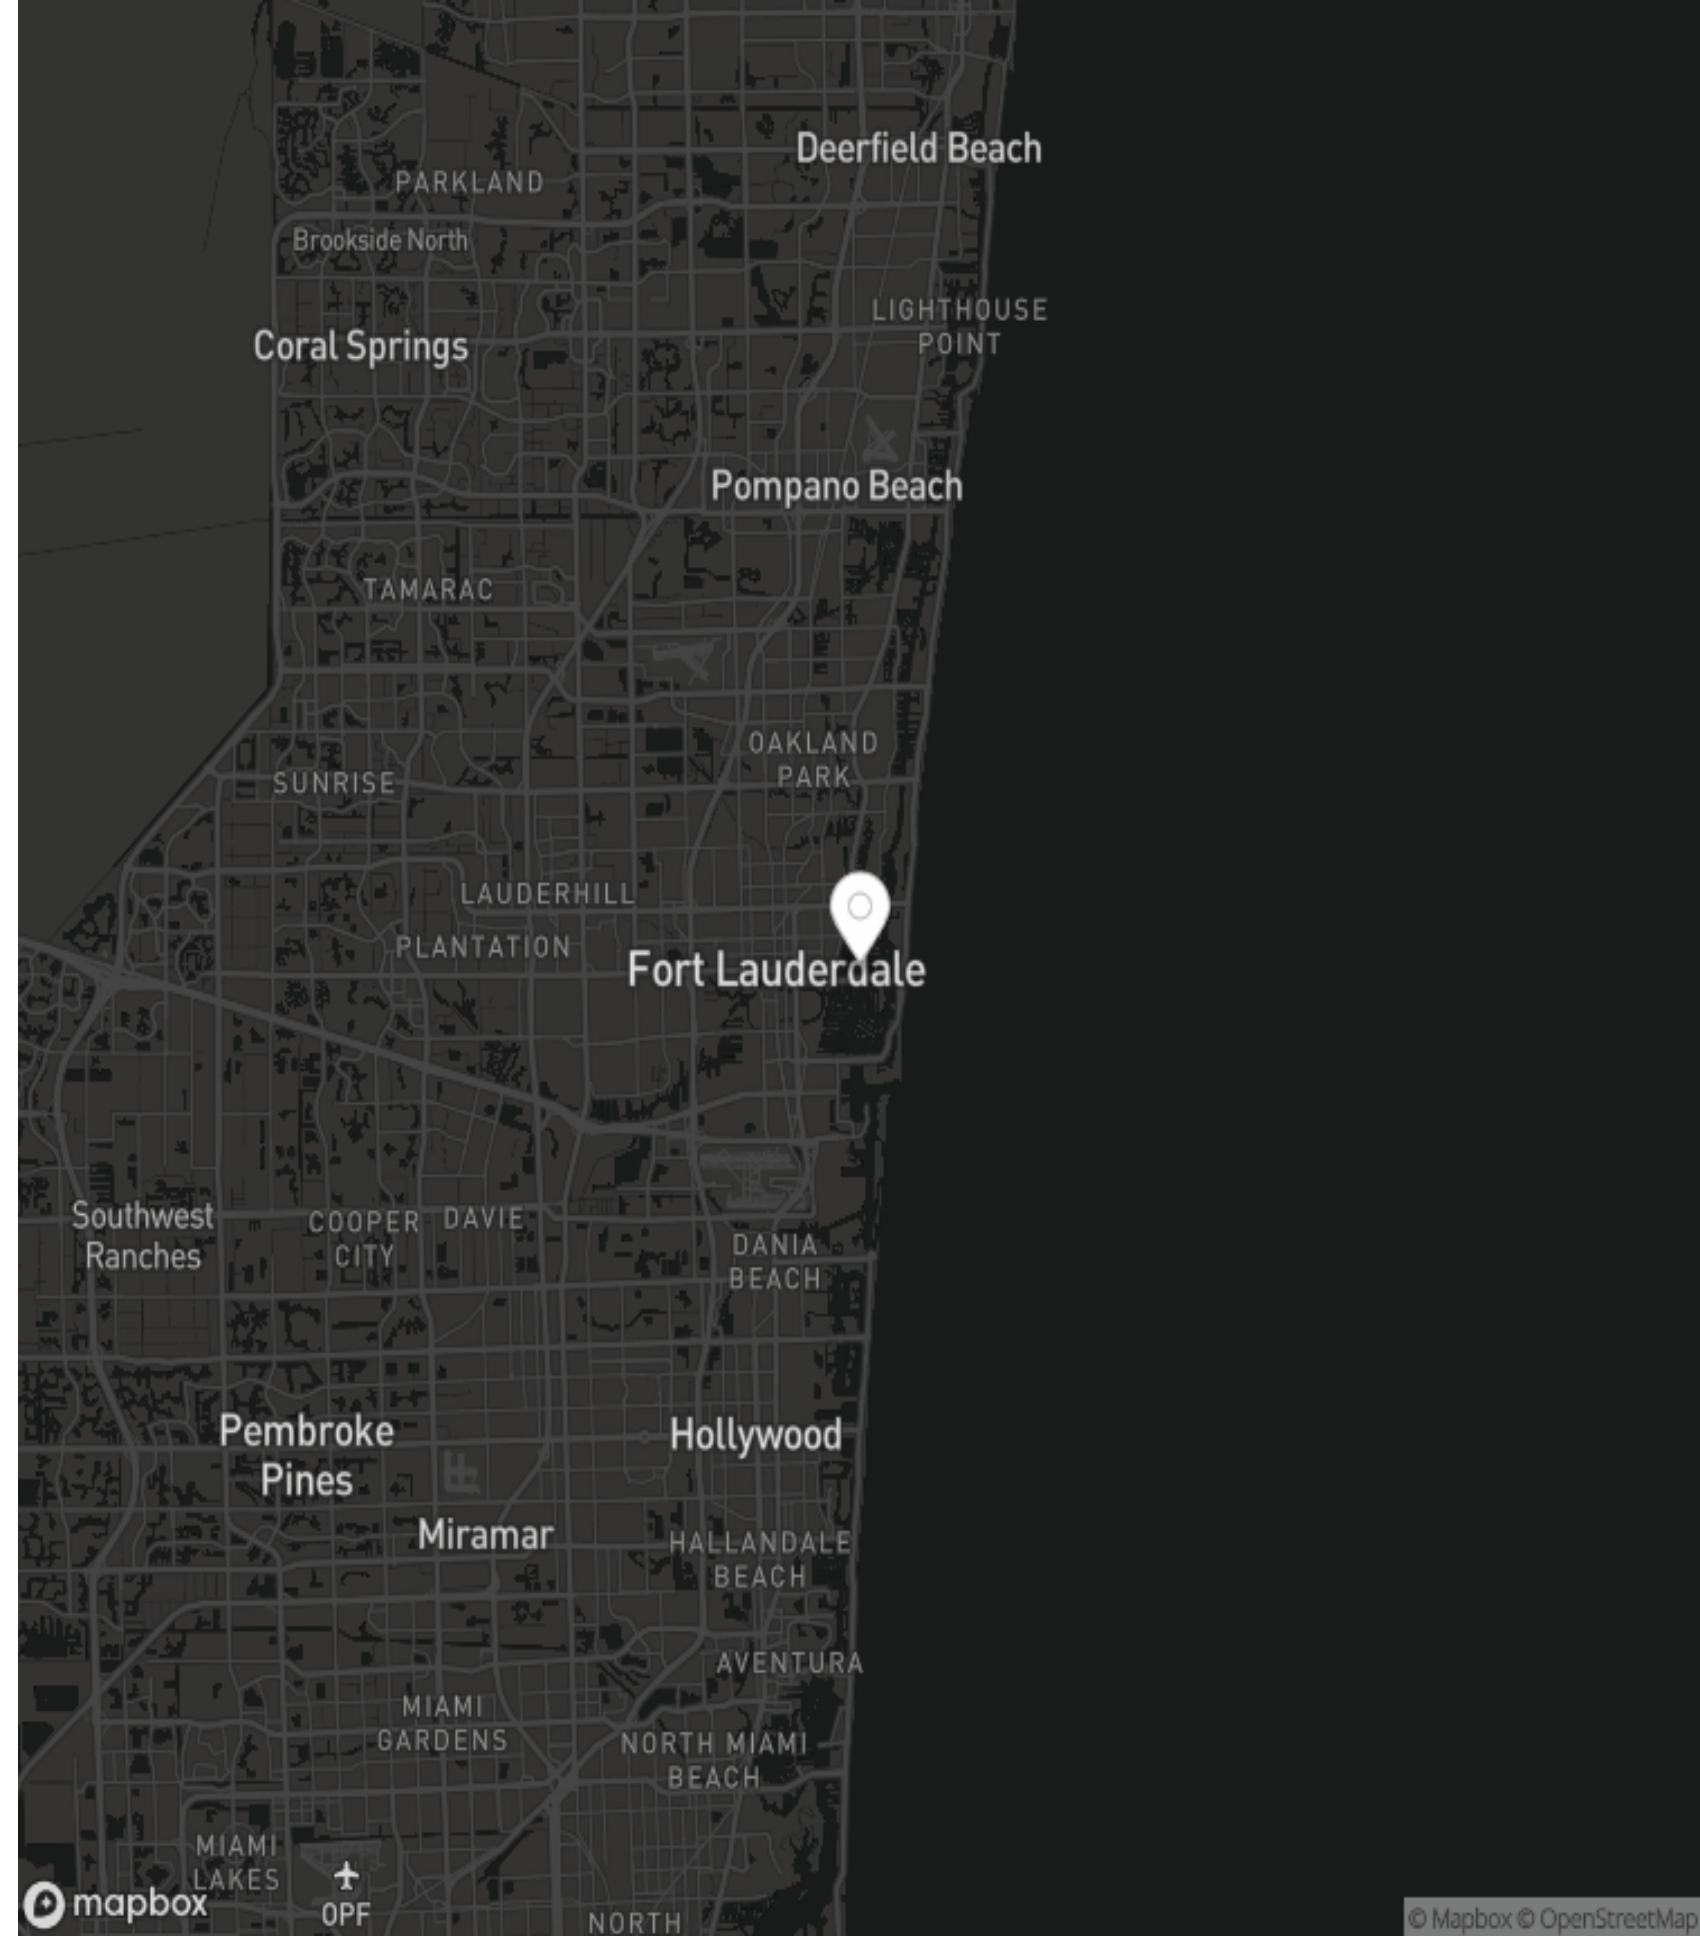 Deerfield Beach
PARKLAND
Brookside North
LIGHTHOUSE
POINT
Coral Springs
Pompano Beach
TAMARAC
OAKLAND
PARK
SUNRISE
LAUDERHILL
PLANTATION
Fort Lauderdale
Southwest
Ranches
COOPER
CITY
DAVIE
DANIA
BEACH
Pembroke
Pines
Hollywood
Miramar
HALLANDALE
BEACH
AVENTURA
MIAMI
GARDENS
NORTH MIAMI
BEACH
MIAMI
LAKES
OPF
NORTH
mapbox
© Mapbox © OpenStreetMap